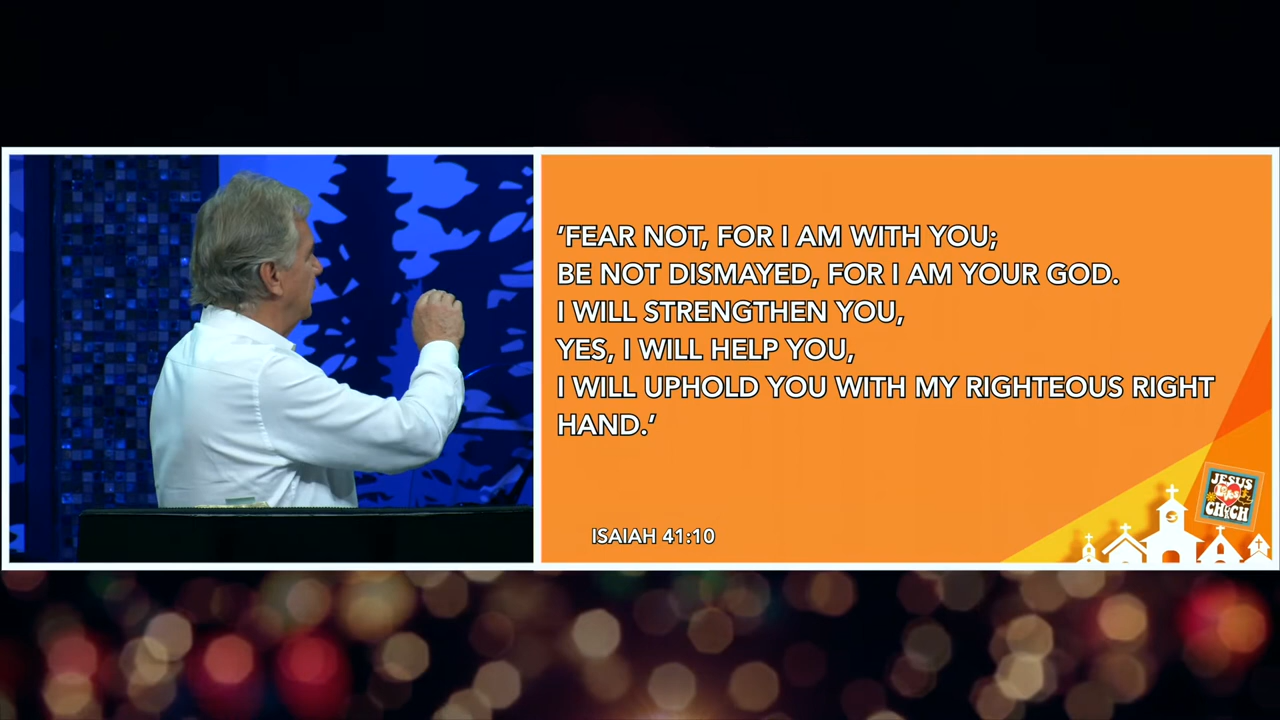 ‘FEAR NOT, FOR I AM WITH YOU;
BE NOT DISMAYED, FOR I AM YOUR GOD.
I WILL STRENGTHEN YOU,
YES, I WILL HELP YOU,
I WILL UPHOLD YOU WITH MY RIGHTEOUS RIGHT
HAND.’
ISAIAH 41:10
JESUS